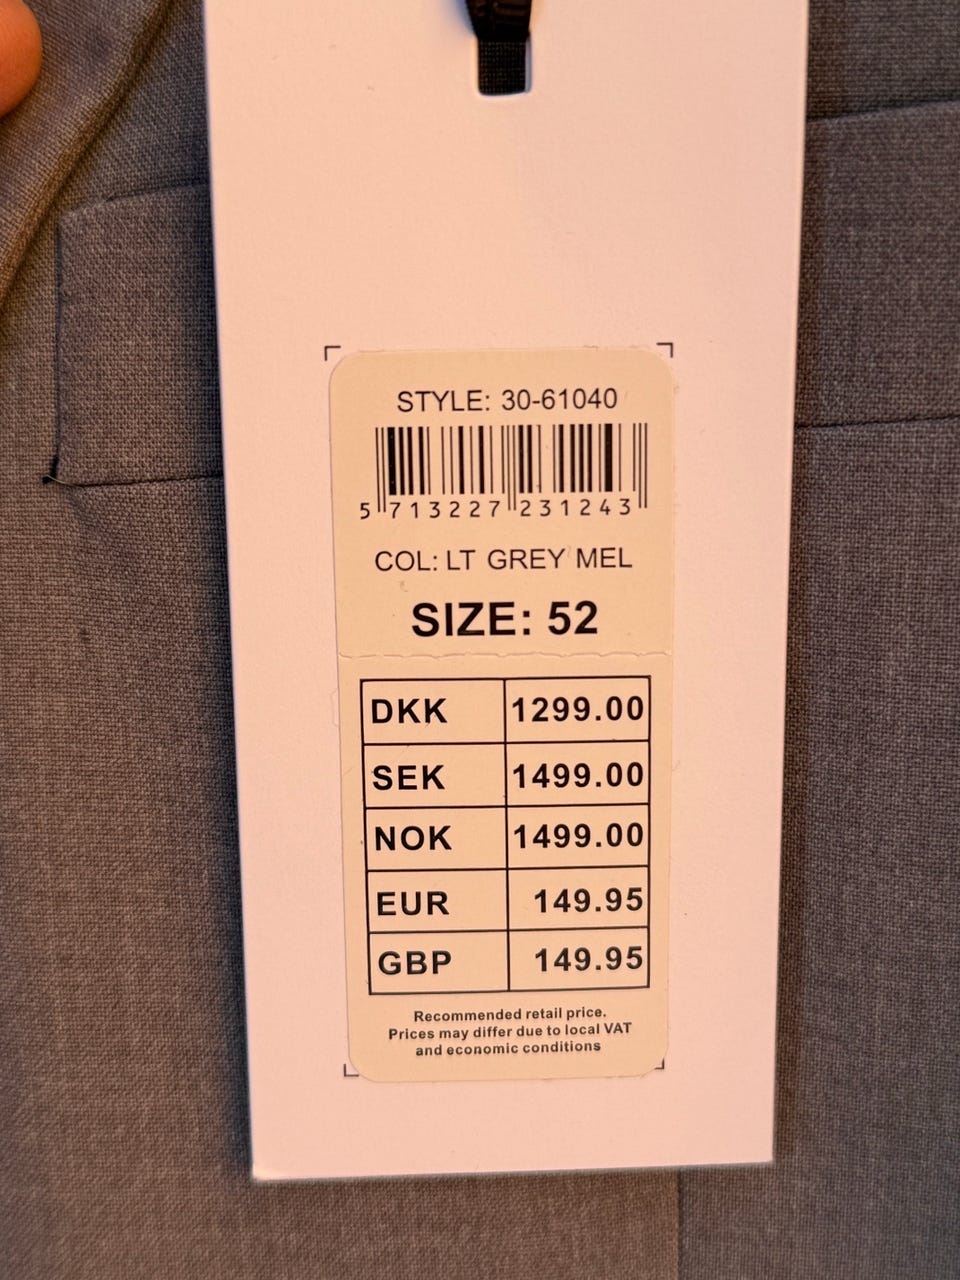 STYLE: 30-61040
5 713227 231243
COL: LT GREY MEL
SIZE: 52
DKK 1299.00
SEK 1499.00
NOK 1499.00
EUR 149.95
GBP 149.95
Recommended retail price.
Prices may differ due to local VAT
and economic conditions